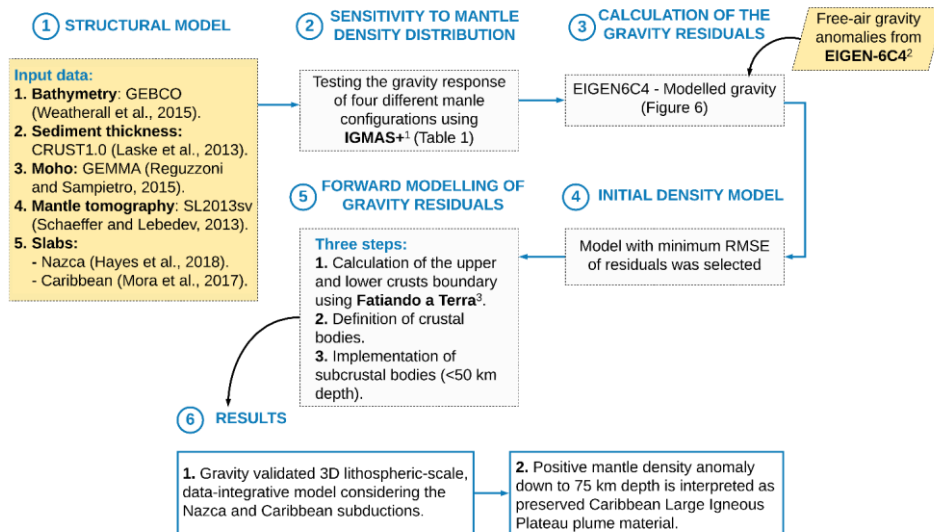 1 STRUCTURAL MODEL
Input data:
1. Bathymetry: GEBCO
(Weatherall et al., 2015).
2. Sediment thickness:
CRUST1.0 (Laske et al., 2013).
3. Moho: GEMMA (Reguzzoni
and Sampietro, 2015).
4. Mantle tomography: SL2013sv
(Schaeffer and Lebedev, 2013).
5. Slabs:
- Nazca (Hayes et al., 2018).
- Caribbean (Mora et al., 2017).
2 SENSITIVITY TO MANTLE
DENSITY DISTRIBUTION
Testing the gravity response
of four different manle
configurations using
IGMAS+¹ (Table 1)
3 CALCULATION OF THE
GRAVITY RESIDUALS
Free-air gravity
anomalies from
EIGEN-6C4²
EIGEN6C4 - Modelled gravity
(Figure 6)
4 INITIAL DENSITY MODEL
Model with minimum RMSE
of residuals was selected
5 FORWARD MODELLING OF
GRAVITY RESIDUALS
Three steps:
1. Calculation of the upper
and lower crusts boundary
using Fatiando a Terra³.
2. Definition of crustal
bodies.
3. Implementation of
subcrustal bodies (<50 km
depth).
6 RESULTS
1. Gravity validated 3D lithospheric-scale,
data-integrative model considering the
Nazca and Caribbean subductions.
2. Positive mantle density anomaly
down to 75 km depth is interpreted as
preserved Caribbean Large Igneous
Plateau plume material.